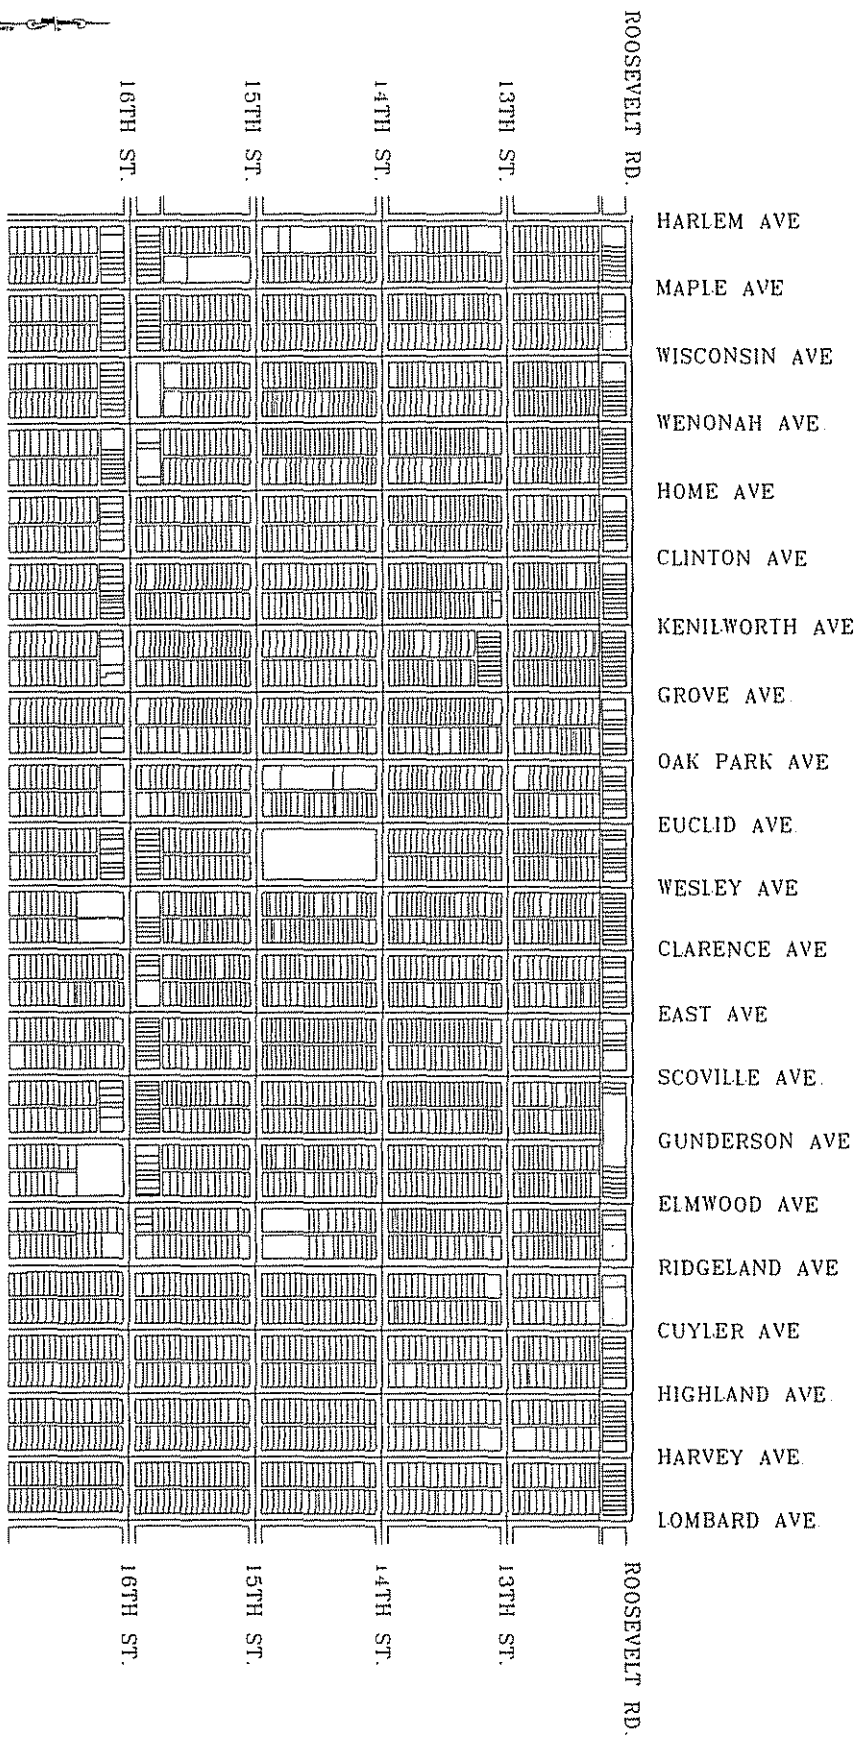 ROOSEVELT RD.
13TH ST.
14TH ST.
15TH ST.
16TH ST.
HARLEM AVE
MAPLE AVE
WISCONSIN AVE
WENONAH AVE.
HOME AVE
CLINTON AVE
KENILWORTH AVE
GROVE AVE.
OAK PARK AVE
EUCLID AVE.
WESLEY AVE
CLARENCE AVE
EAST AVE
SCOVILLE AVE.
GUNDERSON AVE
ELMWOOD AVE
RIDGELAND AVE
CUYLER AVE
HIGHLAND AVE.
HARVEY AVE.
LOMBARD AVE.
ROOSEVELT RD.
13TH ST.
14TH ST.
15TH ST.
16TH ST.